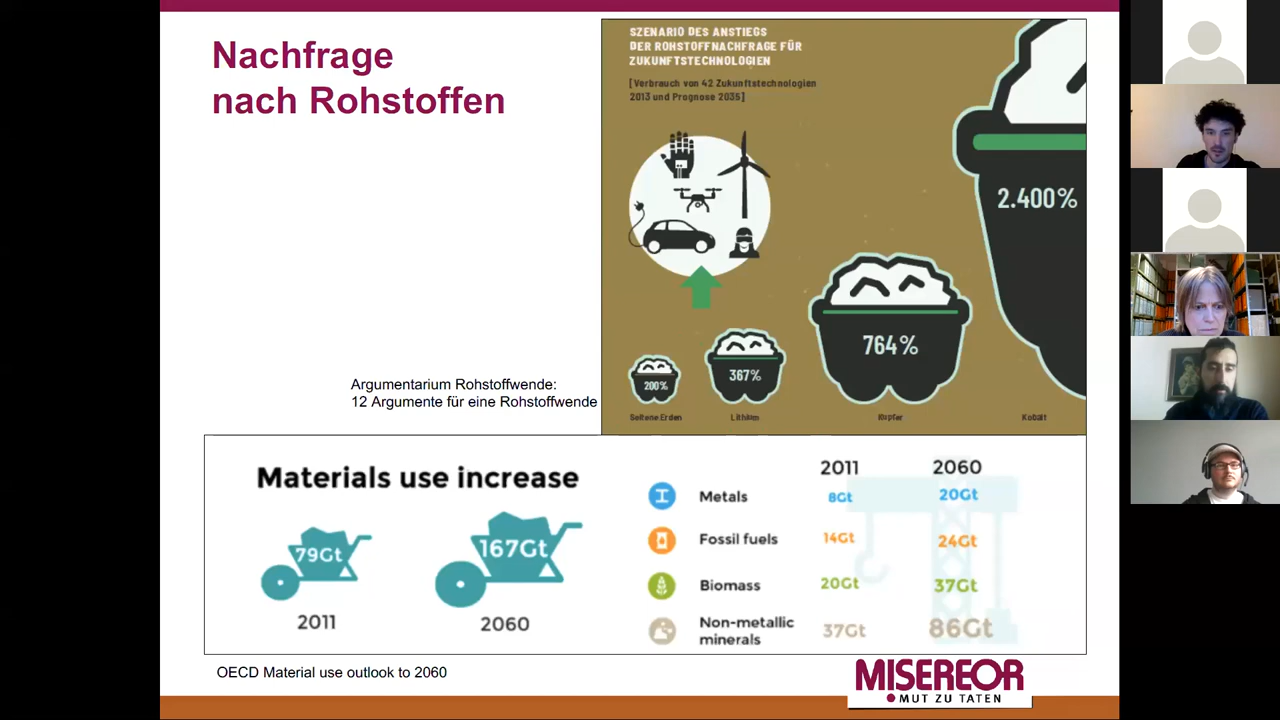 Nachfrage
nach Rohstoffen
SZENARIO DES ANSTIEGS
DER ROHSTOFFNACHFRAGE FÜR
ZUKUNFTSTECHNOLOGIEN
[Verbrauch von 42 Zukunftstechnologien
2013 und Prognose 2035]
2.400%
764%
367%
200%
Seltene Erden
Lithium
Kupfer
Kobalt
Argumentarium Rohstoffwende:
12 Argumente für eine Rohstoffwende
Materials use increase
79Gt
167Gt
2011
2060
2011 2060
Metals 8Gt 20Gt
Fossil fuels 14Gt 24Gt
Biomass 20Gt 37Gt
Non-metallic
minerals 37Gt 86Gt
OECD Material use outlook to 2060
MISEREOR
MUT ZU TATEN